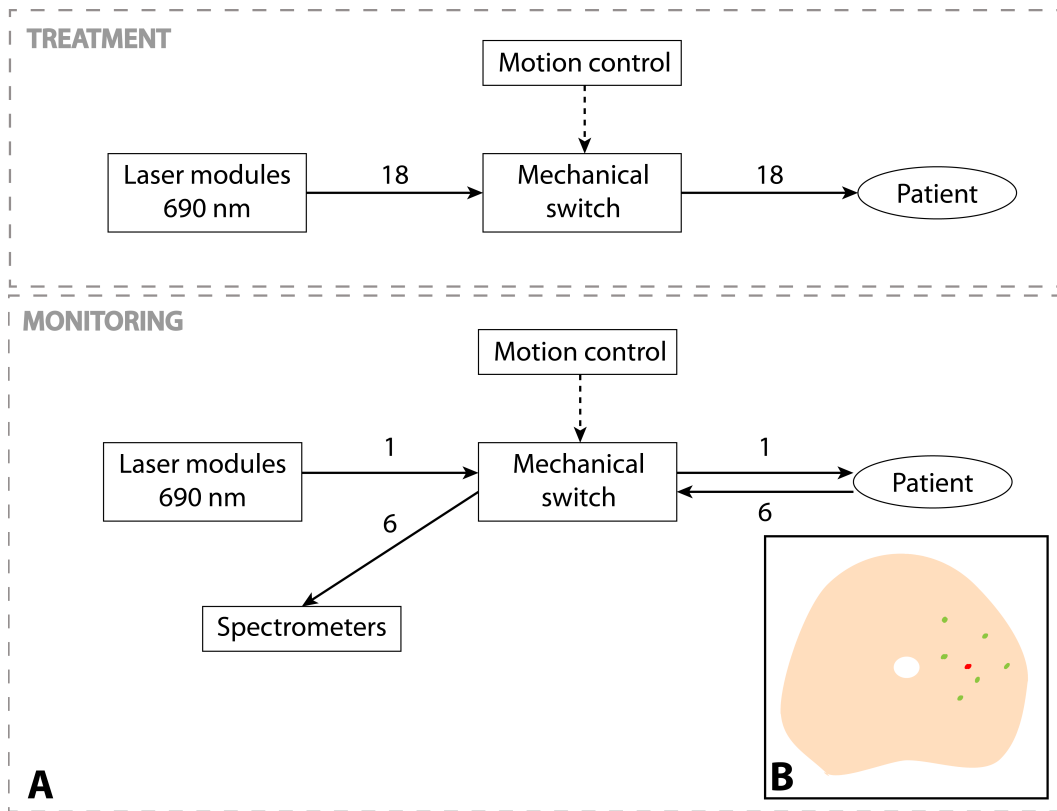 TREATMENT
Motion control
Laser modules
690 nm
18
Mechanical
switch
18
Patient
MONITORING
Motion control
Laser modules
690 nm
1
Mechanical
switch
1
6
Patient
6
Spectrometers
A
B